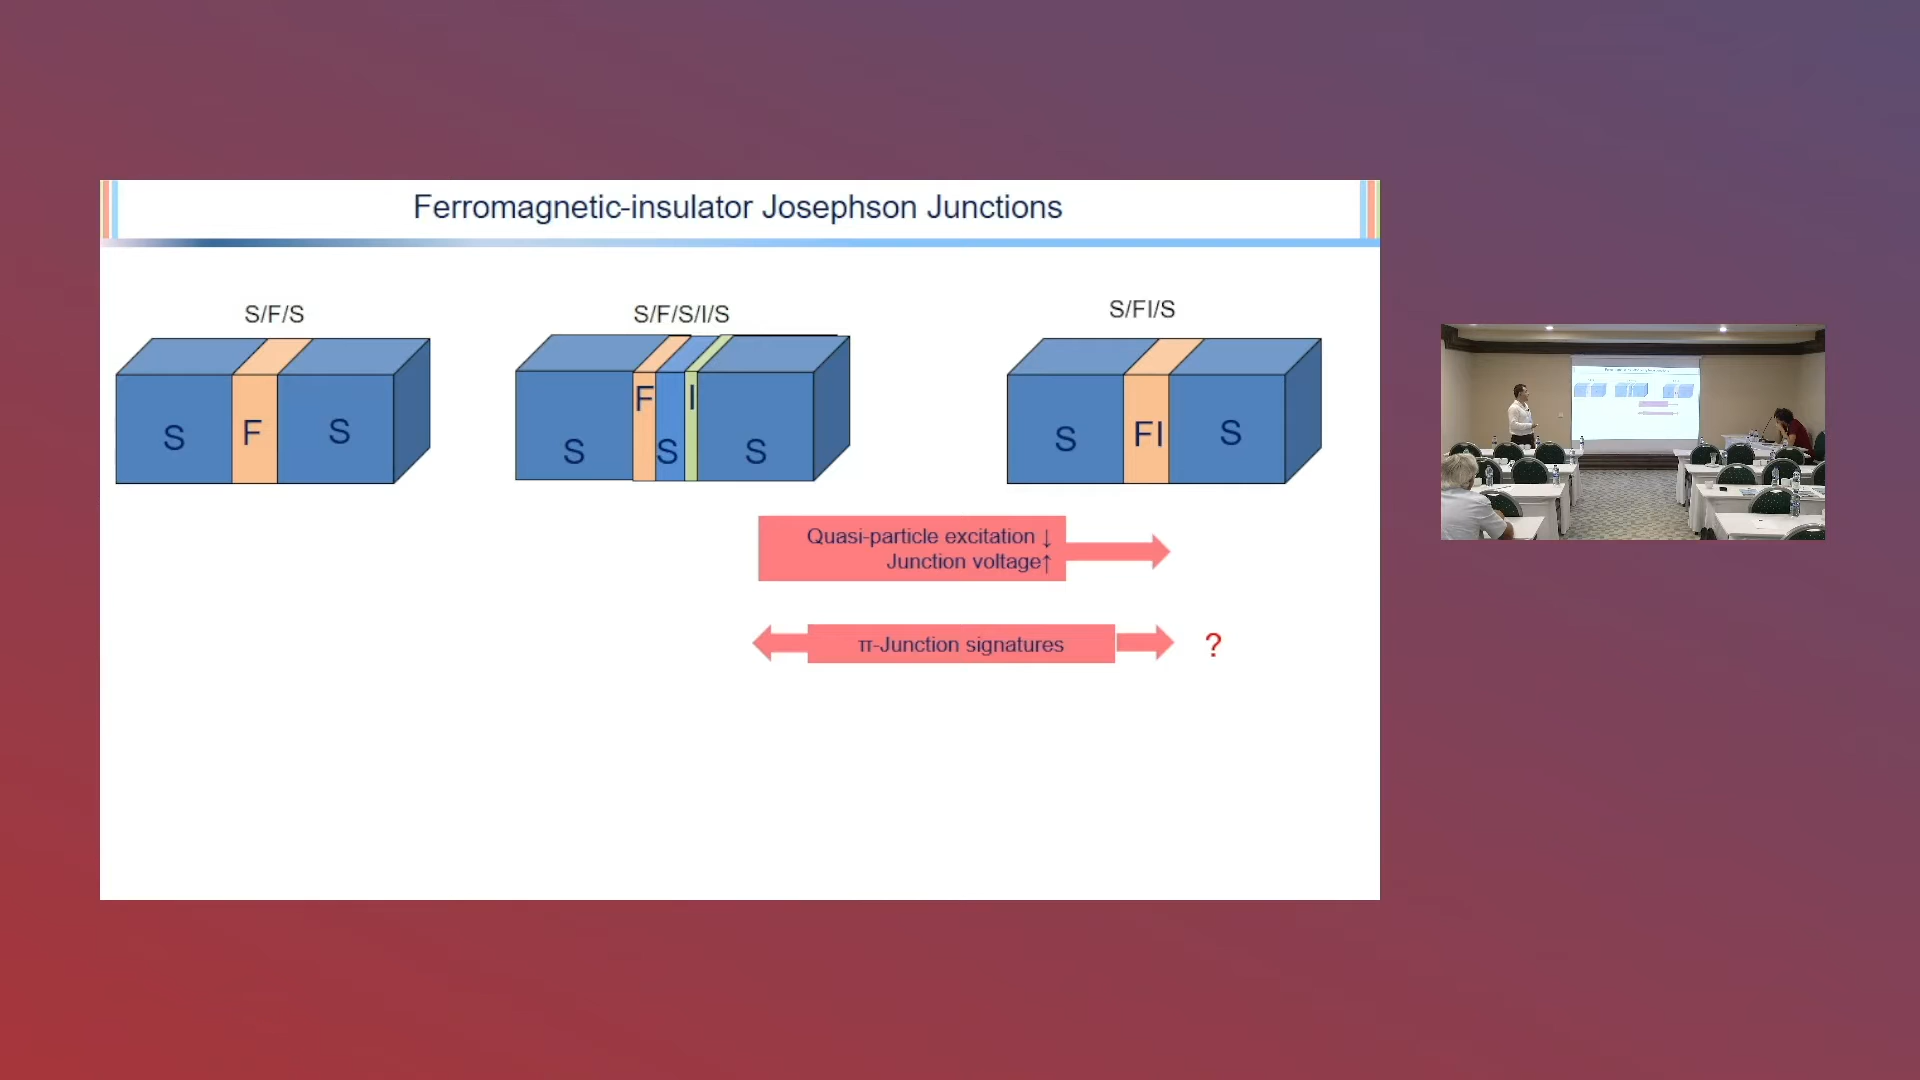 Ferromagnetic-insulator Josephson Junctions
S/F/S
S/F/S/I/S
S/FI/S
S
F
S
S
F
S
I
S
S
FI
S
Quasi-particle excitation ↓
Junction voltage↑
π-Junction signatures
?